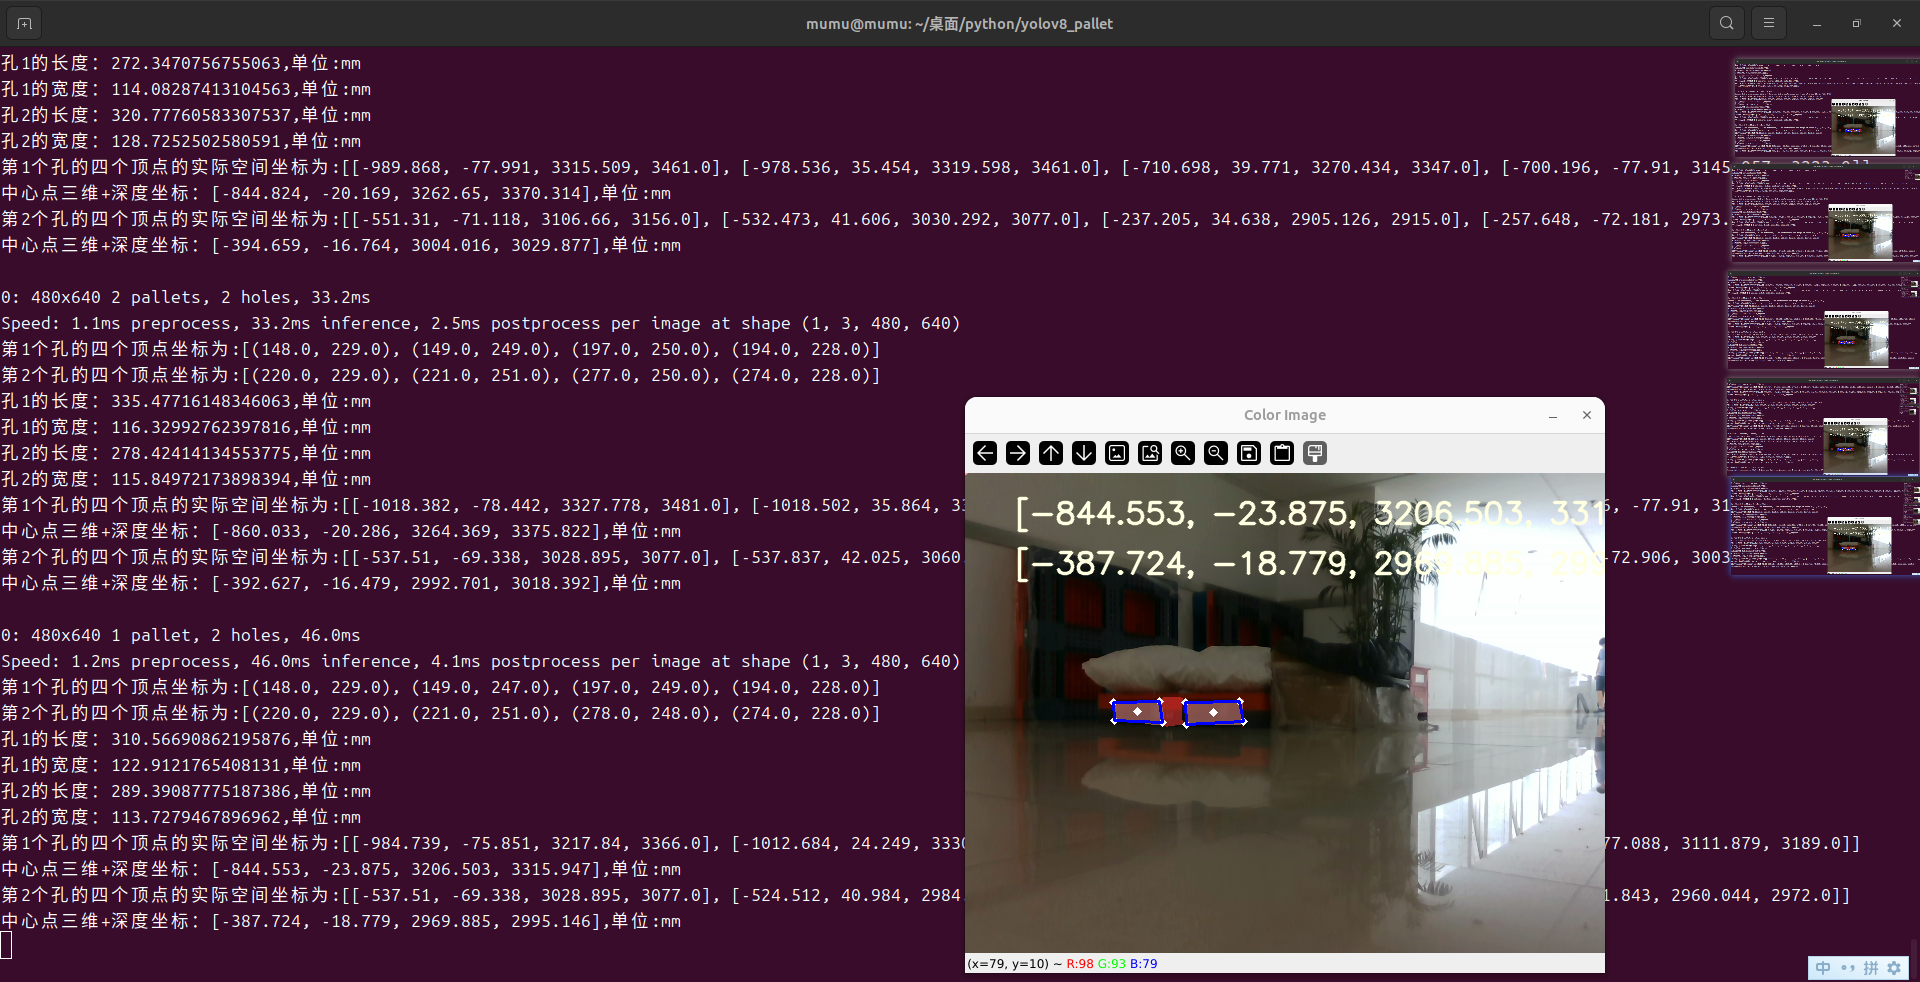 mumu@mumu: ~/桌面/python/yolov8_pallet
孔1的长度: 272.3470756755063,单位:mm
孔1的宽度: 114.08287413104563,单位:mm
孔2的长度: 320.77760583307537,单位:mm
孔2的宽度: 128.7252502580591,单位:mm
第1个孔的四个顶点的实际空间坐标为:[[-989.868, -77.991, 3315.509, 3461.0], [-978.536, 35.454, 3319.598, 3461.0], [-710.698, 39.771, 3270.434, 3347.0], [-700.196, -77.91, 3145
中心点三维+深度坐标: [-844.824, -20.169, 3262.65, 3370.314],单位:mm
第2个孔的四个顶点的实际空间坐标为:[[-551.31, -71.118, 3106.66, 3156.0], [-532.473, 41.606, 3030.292, 3077.0], [-237.205, 34.638, 2905.126, 2915.0], [-257.648, -72.181, 2973.
中心点三维+深度坐标: [-394.659, -16.764, 3004.016, 3029.877],单位:mm
0: 480x640 2 pallets, 2 holes, 33.2ms
Speed: 1.1ms preprocess, 33.2ms inference, 2.5ms postprocess per image at shape (1, 3, 480, 640)
第1个孔的四个顶点坐标为:[(148.0, 229.0), (149.0, 249.0), (197.0, 250.0), (194.0, 228.0)]
第2个孔的四个顶点坐标为:[(220.0, 229.0), (221.0, 251.0), (277.0, 250.0), (274.0, 228.0)]
孔1的长度: 335.47716148346063,单位:mm
孔1的宽度: 116.32992762397816,单位:mm
孔2的长度: 278.42414134553775,单位:mm
孔2的宽度: 115.84972173898394,单位:mm
第1个孔的四个顶点的实际空间坐标为:[[-1018.382, -78.442, 3327.778, 3481.0], [-1018.502, 35.864, 3 , -77.91, 31
中心点三维+深度坐标: [-860.033, -20.286, 3264.369, 3375.822],单位:mm
第2个孔的四个顶点的实际空间坐标为:[[-537.51, -69.338, 3028.895, 3077.0], [-537.837, 42.025, 3060 -72.906, 3003
中心点三维+深度坐标: [-392.627, -16.479, 2992.701, 3018.392],单位:mm
0: 480x640 1 pallet, 2 holes, 46.0ms
Speed: 1.2ms preprocess, 46.0ms inference, 4.1ms postprocess per image at shape (1, 3, 480, 640)
第1个孔的四个顶点坐标为:[(148.0, 229.0), (149.0, 247.0), (197.0, 249.0), (194.0, 228.0)]
第2个孔的四个顶点坐标为:[(220.0, 229.0), (221.0, 251.0), (278.0, 248.0), (274.0, 228.0)]
孔1的长度: 310.56690862195876,单位:mm
孔1的宽度: 122.9121765408131,单位:mm
孔2的长度: 289.39087775187386,单位:mm
孔2的宽度: 113.7279467896962,单位:mm
第1个孔的四个顶点的实际空间坐标为:[[-984.739, -75.851, 3217.84, 3366.0], [-1012.684, 24.249, 3330 77.088, 3111.879, 3189.0]]
中心点三维+深度坐标: [-844.553, -23.875, 3206.503, 3315.947],单位:mm
第2个孔的四个顶点的实际空间坐标为:[[-537.51, -69.338, 3028.895, 3077.0], [-524.512, 40.984, 2984 1.843, 2960.044, 2972.0]]
中心点三维+深度坐标: [-387.724, -18.779, 2969.885, 2995.146],单位:mm
Color Image
[-844.553, -23.875, 3206.503, 331
[-387.724, -18.779, 2969.885, 299
(x=79, y=10) ~ R:98 G:93 B:79
中 拼